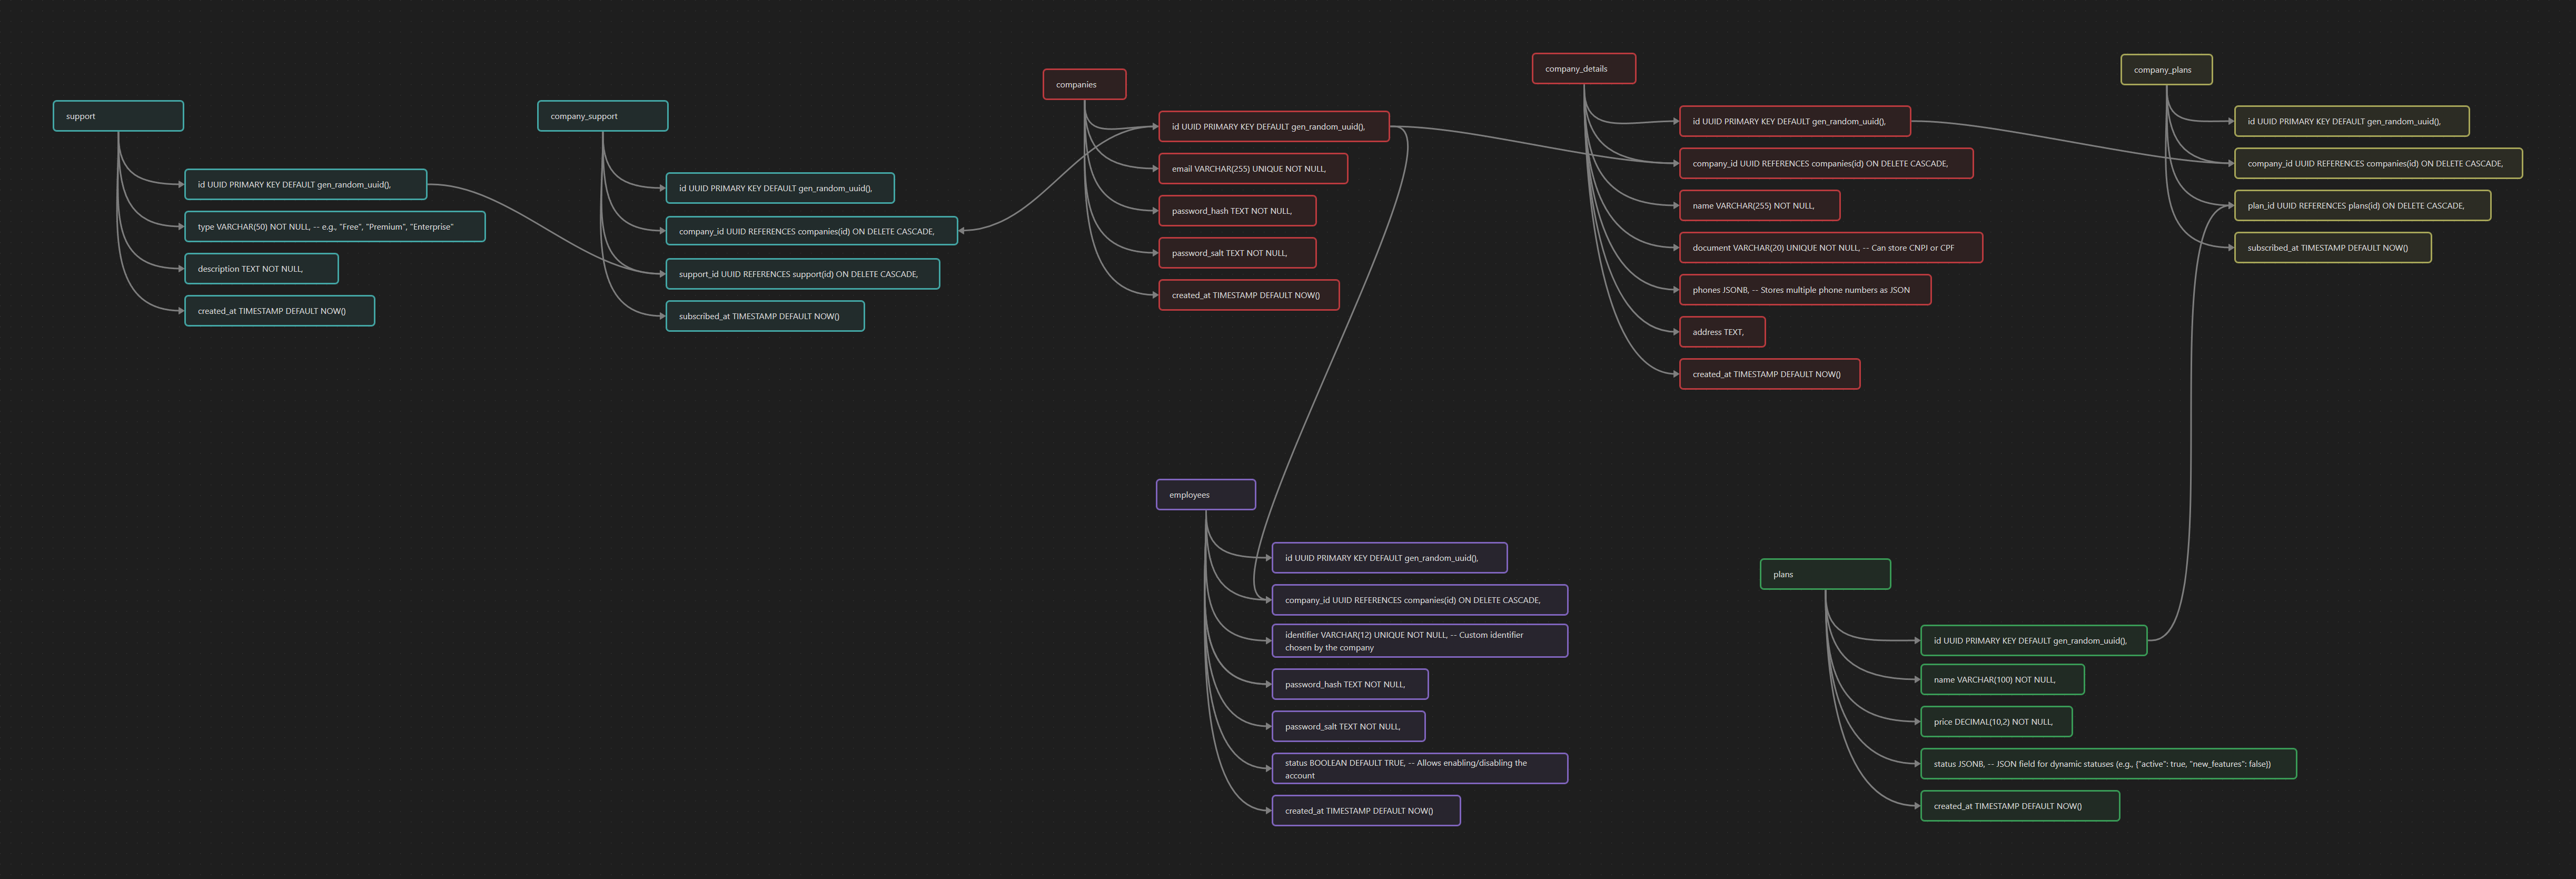 support
id UUID PRIMARY KEY DEFAULT gen_random_uuid(),
type VARCHAR(50) NOT NULL, -- e.g., "Free", "Premium", "Enterprise"
description TEXT NOT NULL,
created_at TIMESTAMP DEFAULT NOW()
company_support
id UUID PRIMARY KEY DEFAULT gen_random_uuid(),
company_id UUID REFERENCES companies(id) ON DELETE CASCADE,
support_id UUID REFERENCES support(id) ON DELETE CASCADE,
subscribed_at TIMESTAMP DEFAULT NOW()
companies
id UUID PRIMARY KEY DEFAULT gen_random_uuid(),
email VARCHAR(255) UNIQUE NOT NULL,
password_hash TEXT NOT NULL,
password_salt TEXT NOT NULL,
created_at TIMESTAMP DEFAULT NOW()
company_details
id UUID PRIMARY KEY DEFAULT gen_random_uuid(),
company_id UUID REFERENCES companies(id) ON DELETE CASCADE,
name VARCHAR(255) NOT NULL,
document VARCHAR(20) UNIQUE NOT NULL, -- Can store CNPJ or CPF
phones JSONB, -- Stores multiple phone numbers as JSON
address TEXT,
created_at TIMESTAMP DEFAULT NOW()
company_plans
id UUID PRIMARY KEY DEFAULT gen_random_uuid(),
company_id UUID REFERENCES companies(id) ON DELETE CASCADE,
plan_id UUID REFERENCES plans(id) ON DELETE CASCADE,
subscribed_at TIMESTAMP DEFAULT NOW()
employees
id UUID PRIMARY KEY DEFAULT gen_random_uuid(),
company_id UUID REFERENCES companies(id) ON DELETE CASCADE,
identifier VARCHAR(12) UNIQUE NOT NULL, -- Custom identifier
chosen by the company
password_hash TEXT NOT NULL,
password_salt TEXT NOT NULL,
status BOOLEAN DEFAULT TRUE, -- Allows enabling/disabling the
account
created_at TIMESTAMP DEFAULT NOW()
plans
id UUID PRIMARY KEY DEFAULT gen_random_uuid(),
name VARCHAR(100) NOT NULL,
price DECIMAL(10,2) NOT NULL,
status JSONB, -- JSON field for dynamic statuses (e.g., {"active": true, "new_features": false})
created_at TIMESTAMP DEFAULT NOW()